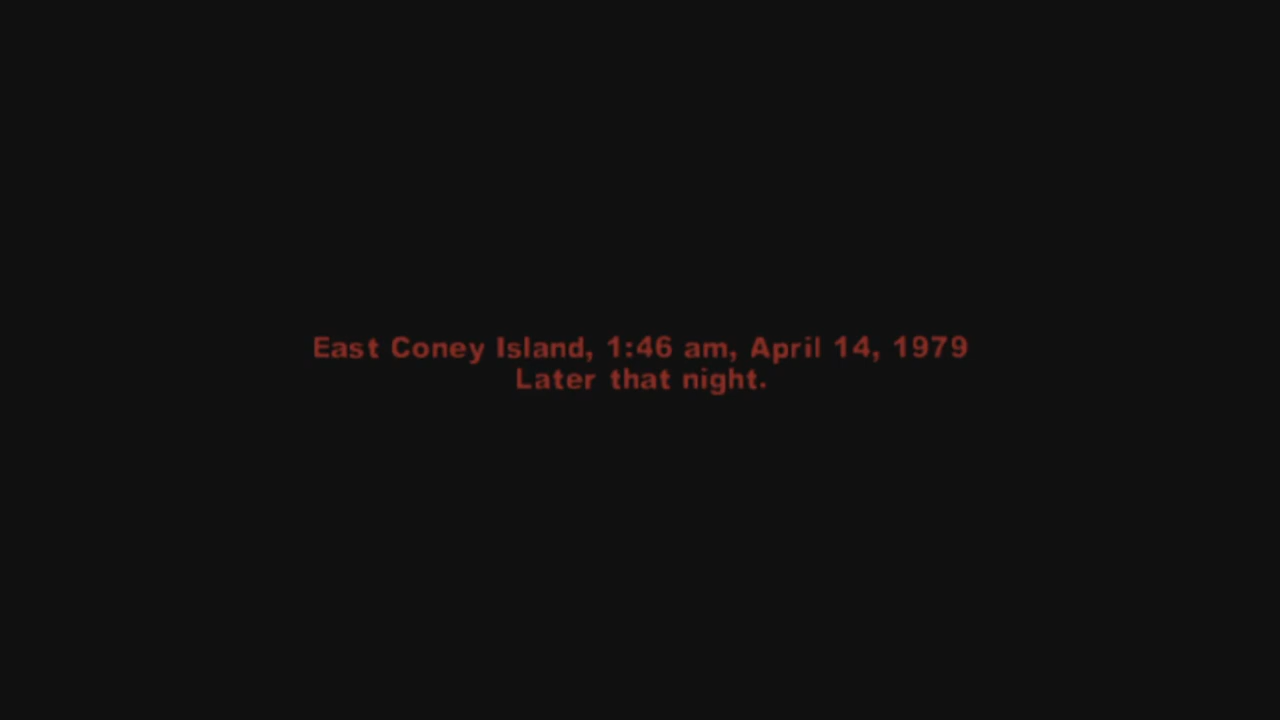 East Coney Island, 1:46 am, April 14, 1979
Later that night.